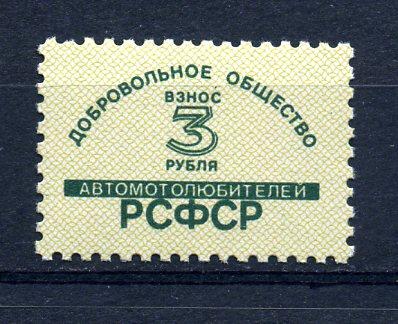 ДОБРОВОЛЬНОЕ ОБЩЕСТВО
ВЗНОС
3
РУБЛЯ
АВТОМОТОЛЮБИТЕЛЕЙ
РСФСР